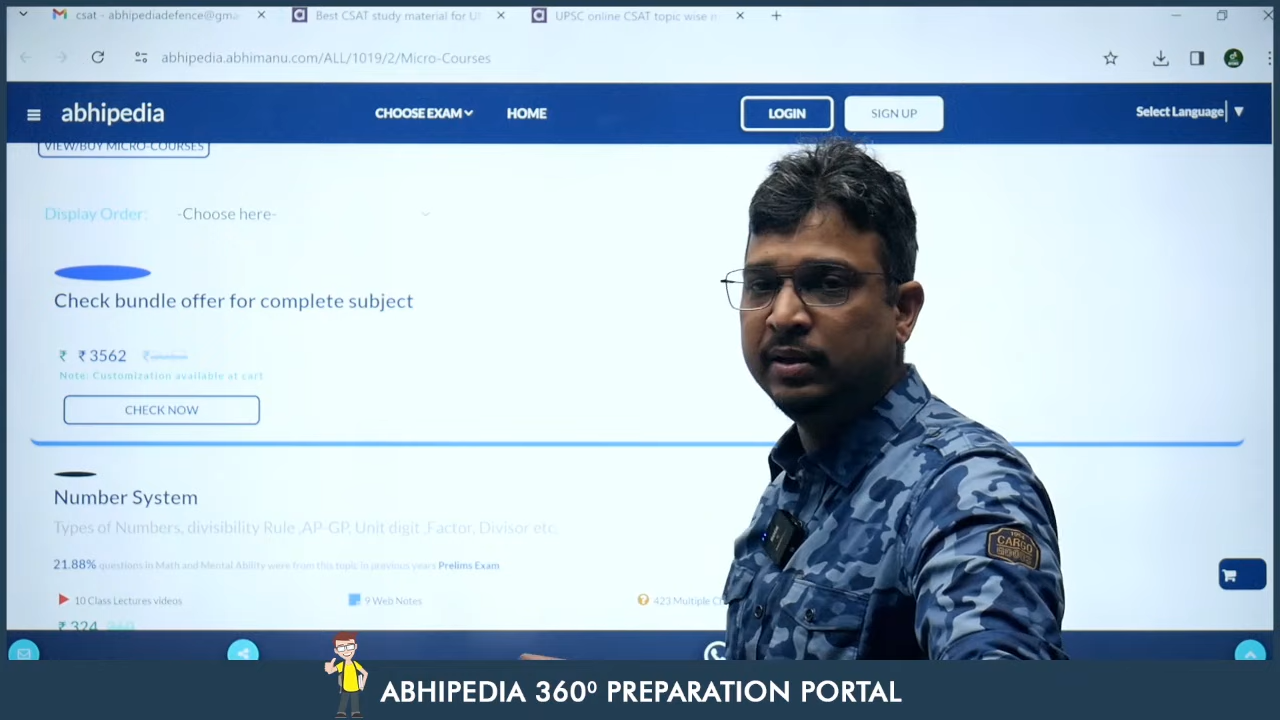 csat - abhipediadefence@gma
Best CSAT study material for U
UPSC online CSAT topic wise
abhipedia.abhimanu.com/ALL/1019/2/Micro-Courses
abhipedia
CHOOSE EXAM
HOME
LOGIN
SIGN UP
Select Language
VIEW/BUY MICRO-COURSES
Display Order: -Choose here-
Check bundle offer for complete subject
₹ ₹ 3562 ₹
Note: Customization available at cart
CHECK NOW
Number System
Types of Numbers, divisibility Rule ,AP-GP, Unit digit ,Factor, Divisor etc.
21.88% questions in Math and Mental Ability were from this topic in previous years Prelims Exam
10 Class Lectures videos
9 Web Notes
423 Multiple Ch
₹ 324 360
CARGO
ABHIPEDIA 360⁰ PREPARATION PORTAL